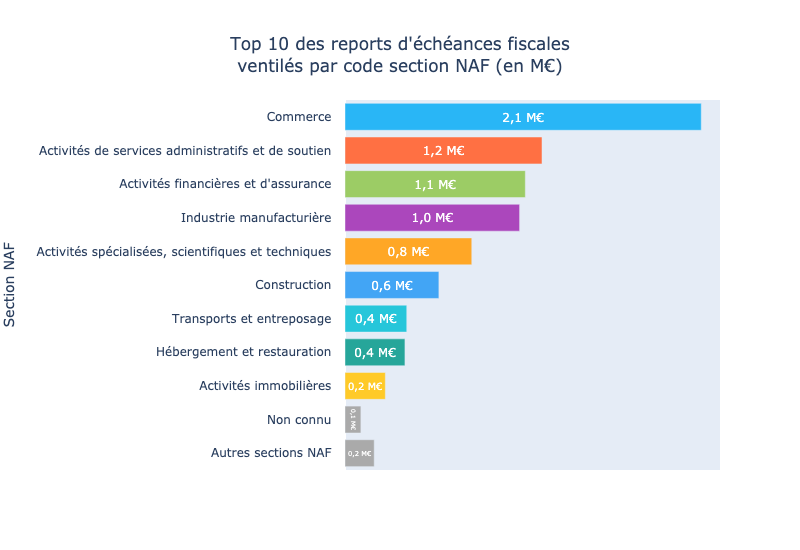 Top 10 des reports d'échéances fiscales
ventilés par code section NAF (en M€)
Section NAF
Commerce 2,1 M€
Activités de services administratifs et de soutien 1,2 M€
Activités financières et d'assurance 1,1 M€
Industrie manufacturière 1,0 M€
Activités spécialisées, scientifiques et techniques 0,8 M€
Construction 0,6 M€
Transports et entreposage 0,4 M€
Hébergement et restauration 0,4 M€
Activités immobilières 0,2 M€
Non connu 0,1 M€
Autres sections NAF 0,2 M€